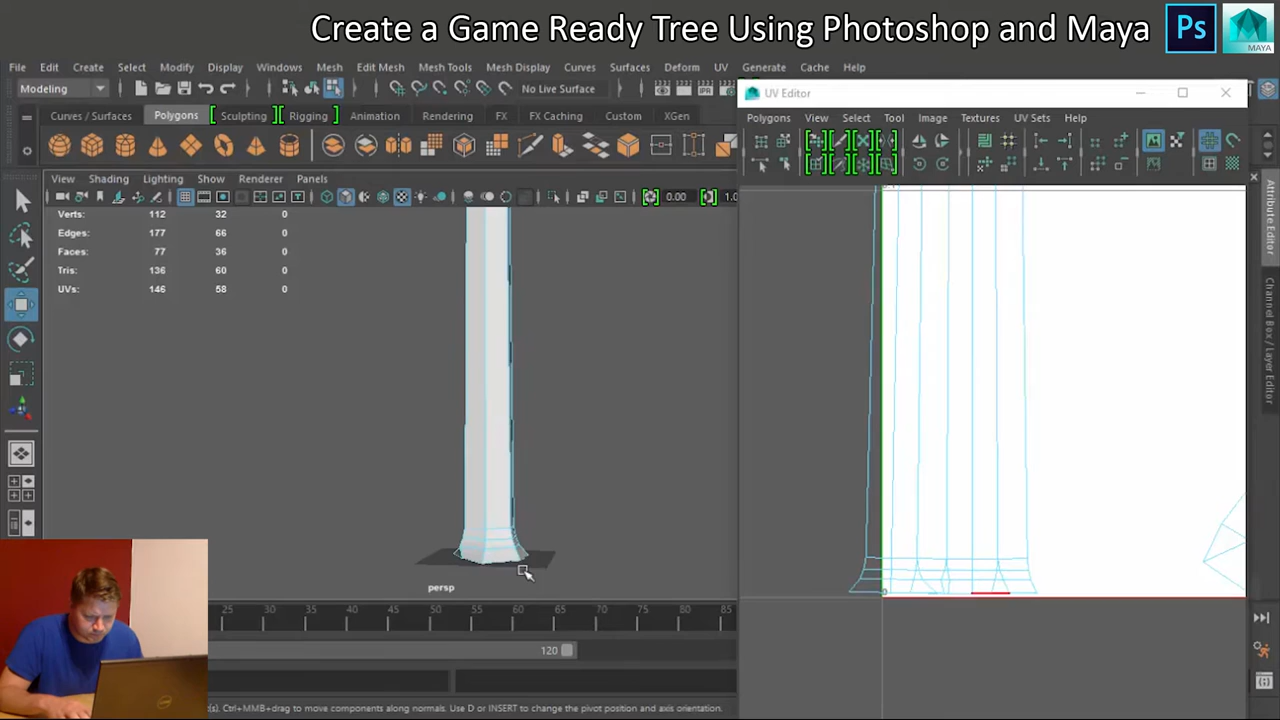 Create a Game Ready Tree Using Photoshop and Maya
Ps
MAYA
File Edit Create Select Modify Display Windows Mesh Edit Mesh Mesh Tools Mesh Display Curves Surfaces Deform UV Generate Cache Help
Modeling
No Live Surface
UV Editor
Curves / Surfaces Polygons Sculpting Rigging Animation Rendering FX FX Caching Custom XGen
Polygons View Select Tool Image Textures UV Sets Help
View Shading Lighting Show Renderer Panels
0.00
1.0
Verts: 112 32 0
Edges: 177 66 0
Faces: 77 36 0
Tris: 136 60 0
UVs: 146 58 0
Attribute Editor
Channel Box / Layer Editor
persp
25 30 35 40 45 50 55 60 65 70 75 80
120
(s). Ctrl+MMB+drag to move components along normals. Use D or INSERT to change the pivot position and axis orientation.